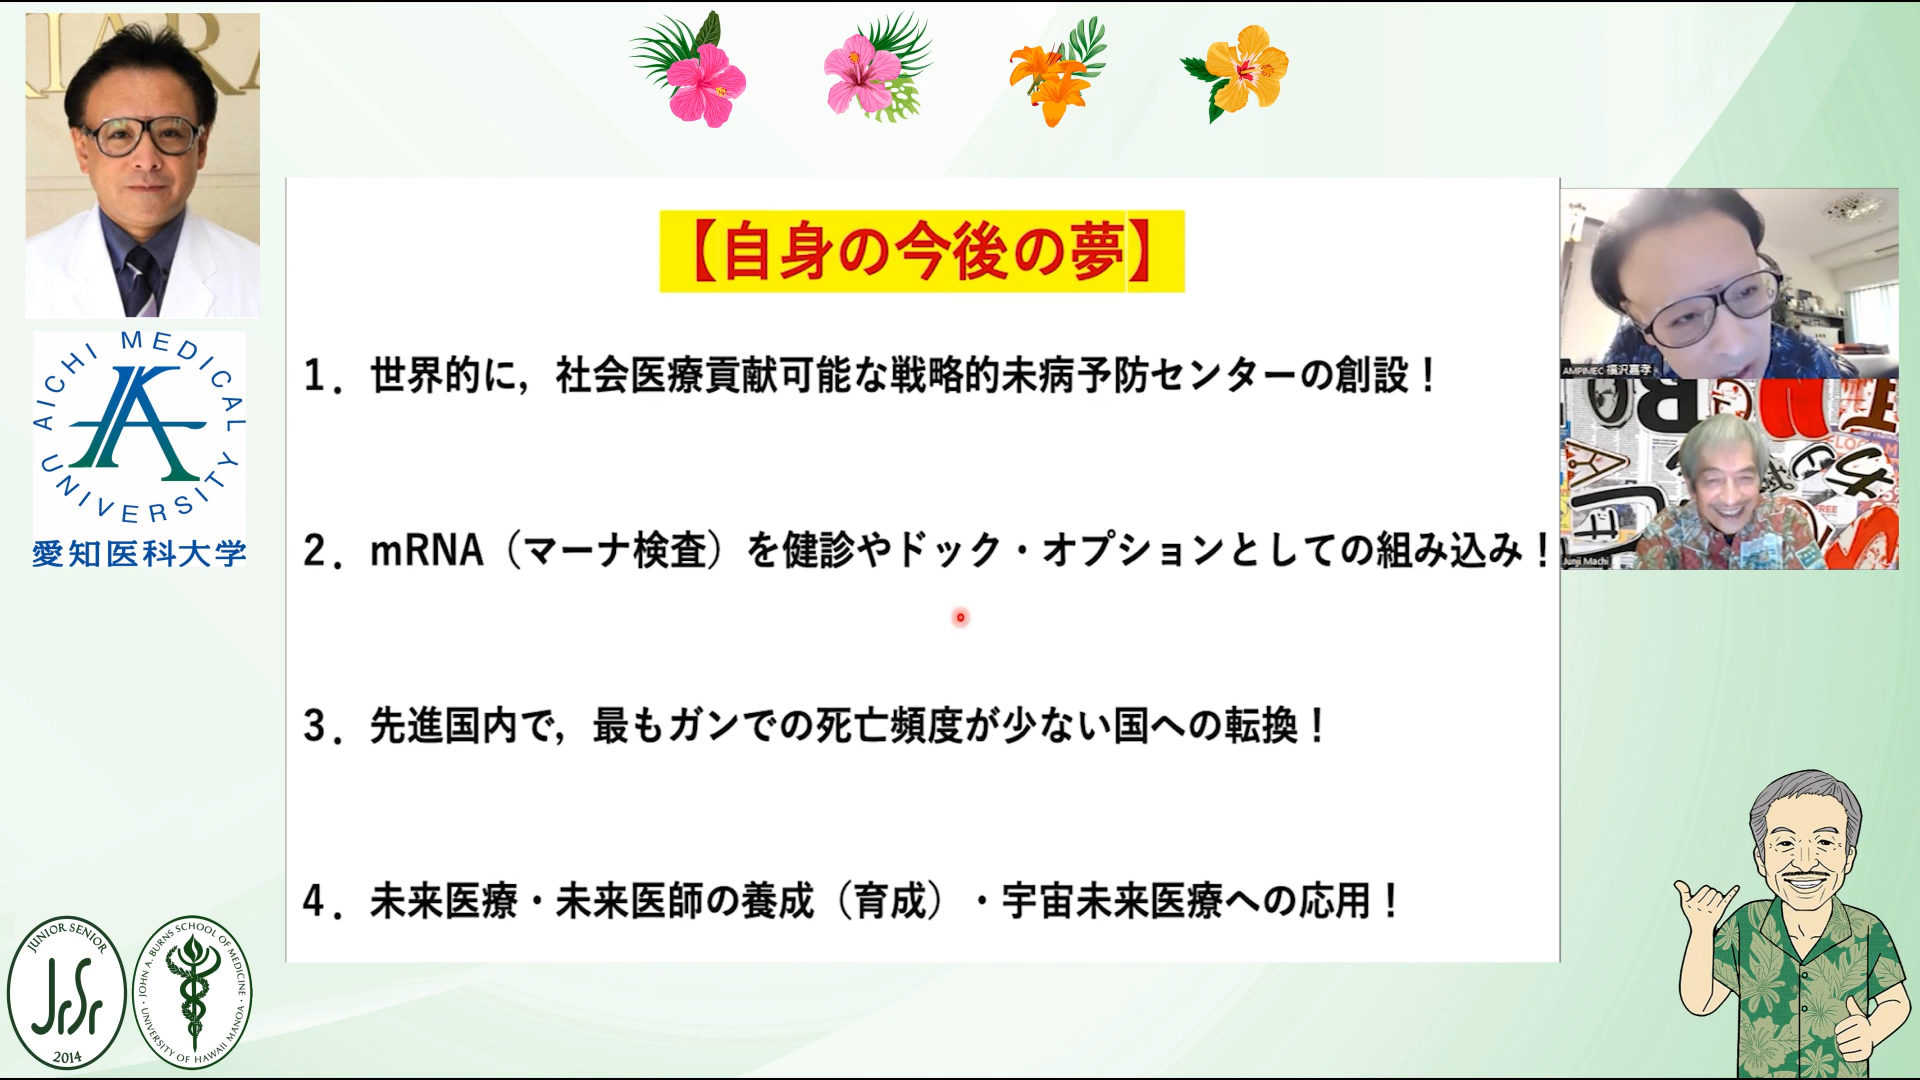 【自身の今後の夢】
１．世界的に，社会医療貢献可能な戦略的未病予防センターの創設！
２．mRNA（マーナ検査）を健診やドック・オプションとしての組み込み！
３．先進国内で，最もガンでの死亡頻度が少ない国への転換！
４．未来医療・未来医師の養成（育成）・宇宙未来医療への応用！
AICHI MEDICAL UNIVERSITY
愛知医科大学
AMPIMEC 福沢嘉孝
Junji Machi
JUNIOR SENIOR
JrSr
2014
JOHN A. BURNS SCHOOL OF MEDICINE
UNIVERSITY OF HAWAII MANOA